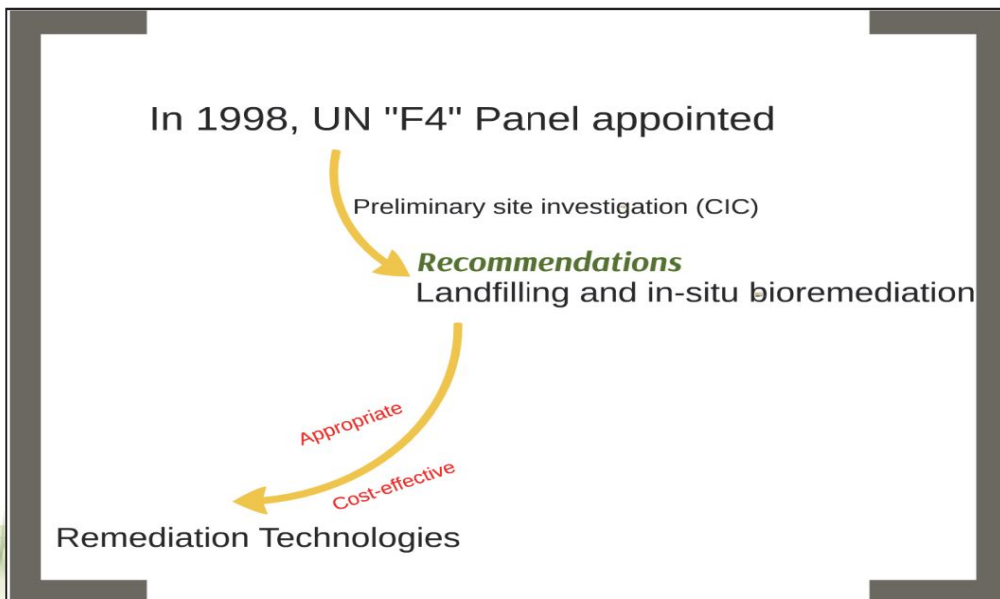 In 1998, UN "F4" Panel appointed
Preliminary site investigation (CIC)
Recommendations
Landfilling and in-situ bioremediation
Appropriate
Cost-effective
Remediation Technologies